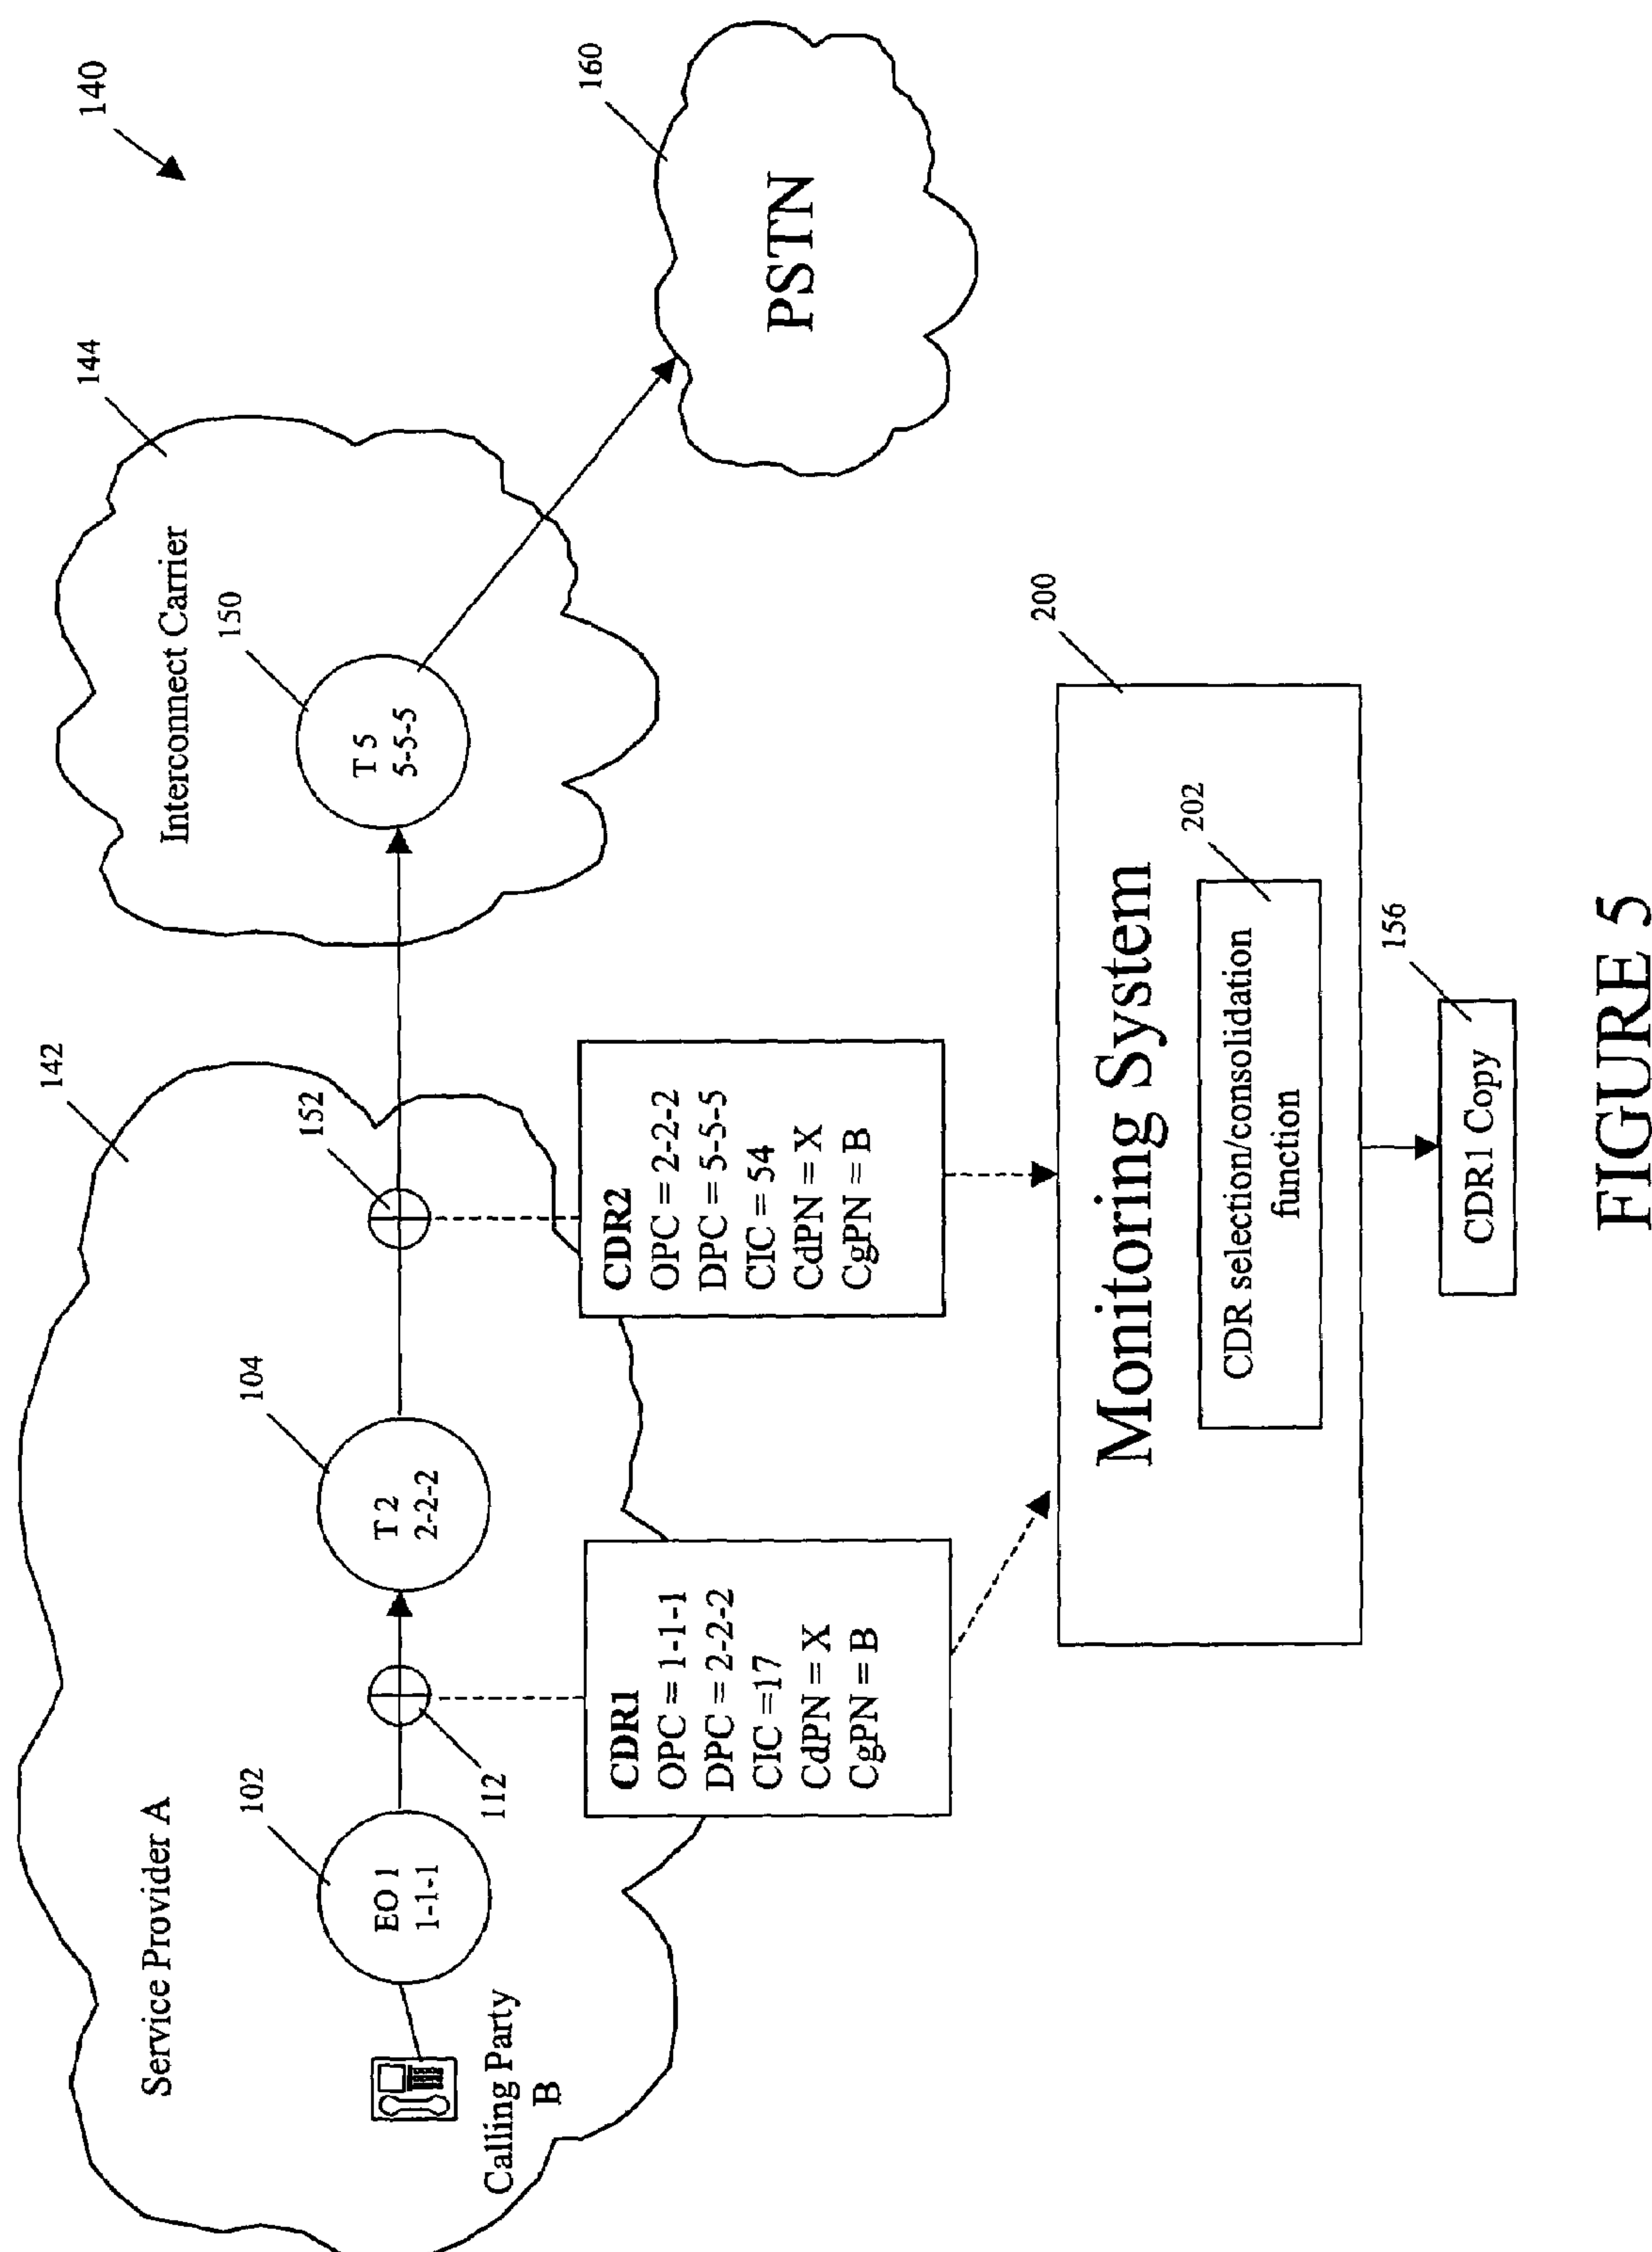 140
142
144
Service Provider A
Interconnect Carrier
102
104
152
150
160
EO 1
1-1-1
T 2
2-2-2
T 5
5-5-5
PSTN
Calling Party
B
112
CDR1
OPC = 1-1-1
DPC = 2-2-2
CIC =17
CdPN = X
CgPN = B
CDR2
OPC = 2-2-2
DPC = 5-5-5
CIC = 54
CdPN = X
CgPN = B
200
Monitoring System
202
CDR selection/consolidation
function
156
CDR1 Copy
FIGURE 5